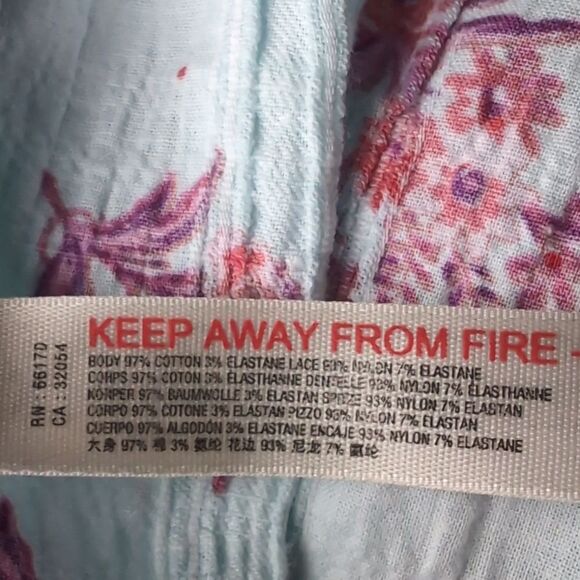 RN: 66170
CA: 32054
KEEP AWAY FROM FIRE -
BODY 97% COTTON 3% ELASTANE LACE 93% NYLON 7% ELASTANE
CORPS 97% COTON 3% ELASTHANNE DENTELLE 93% NYLON 7% ELASTHANNE
KÖRPER 97% BAUMWOLLE 3% ELASTAN SPITZE 93% NYLON 7% ELASTAN
CORPO 97% COTONE 3% ELASTAN PIZZO 93% NYLON 7% ELASTAN
CUERPO 97% ALGODÓN 3% ELASTANE ENCAJE 93% NYLON 7% ELASTANE
大身 97% 棉 3% 氨纶 花边 93% 尼龙 7% 氨纶